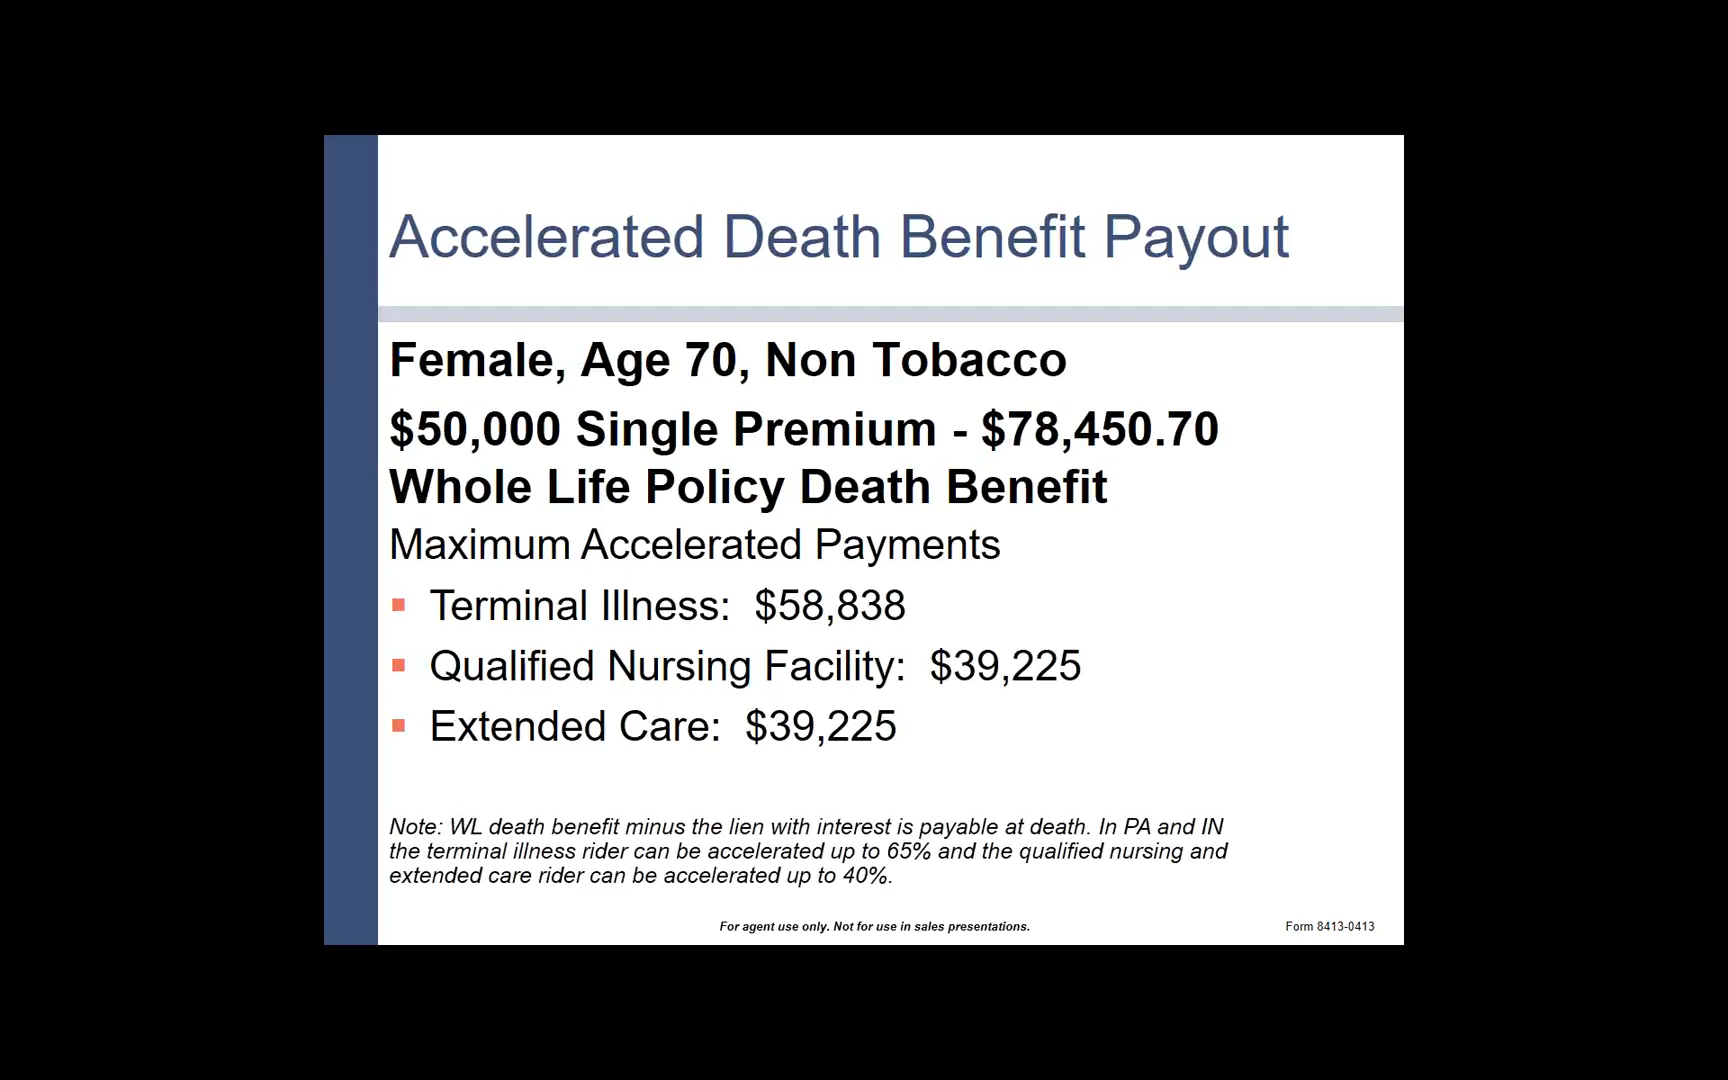 Accelerated Death Benefit Payout
Female, Age 70, Non Tobacco
$50,000 Single Premium - $78,450.70
Whole Life Policy Death Benefit
Maximum Accelerated Payments
Terminal Illness: $58,838
Qualified Nursing Facility: $39,225
Extended Care: $39,225
Note: WL death benefit minus the lien with interest is payable at death. In PA and IN
the terminal illness rider can be accelerated up to 65% and the qualified nursing and
extended care rider can be accelerated up to 40%.
For agent use only. Not for use in sales presentations.
Form 8413-0413